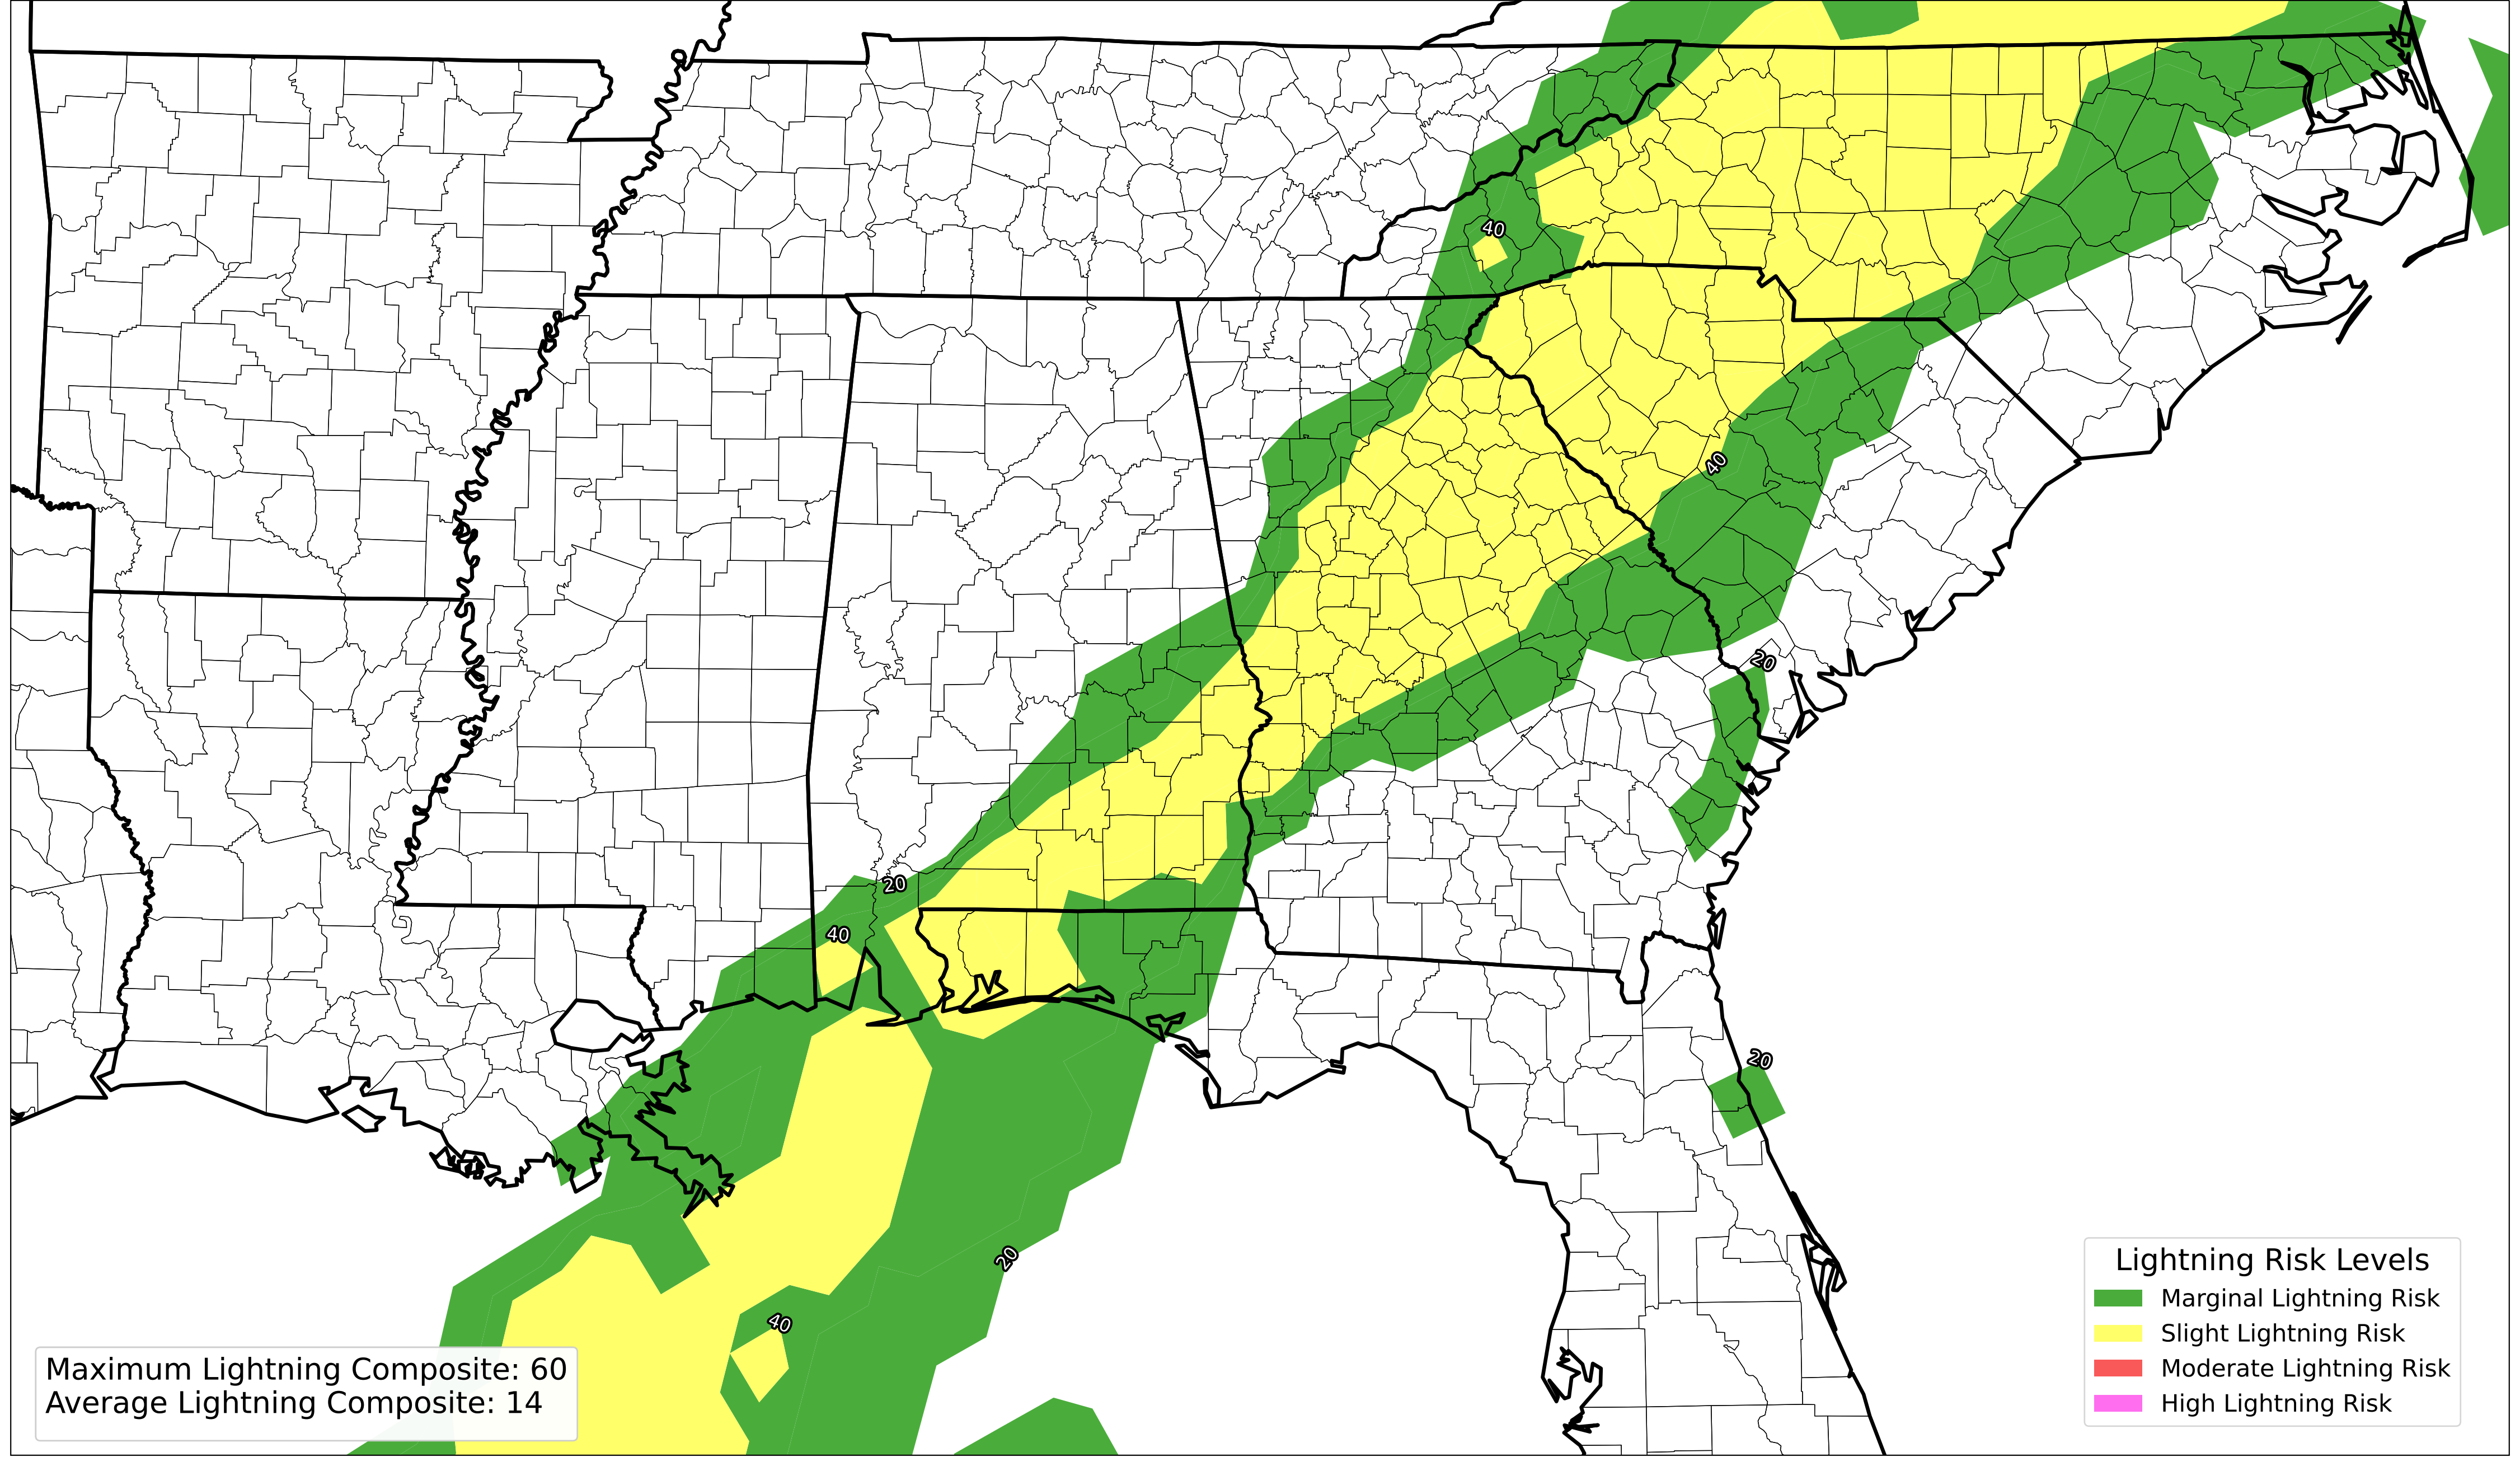 40
40
20
20
40
20
20
40
Lightning Risk Levels
Marginal Lightning Risk
Slight Lightning Risk
Moderate Lightning Risk
High Lightning Risk
Maximum Lightning Composite: 60
Average Lightning Composite: 14